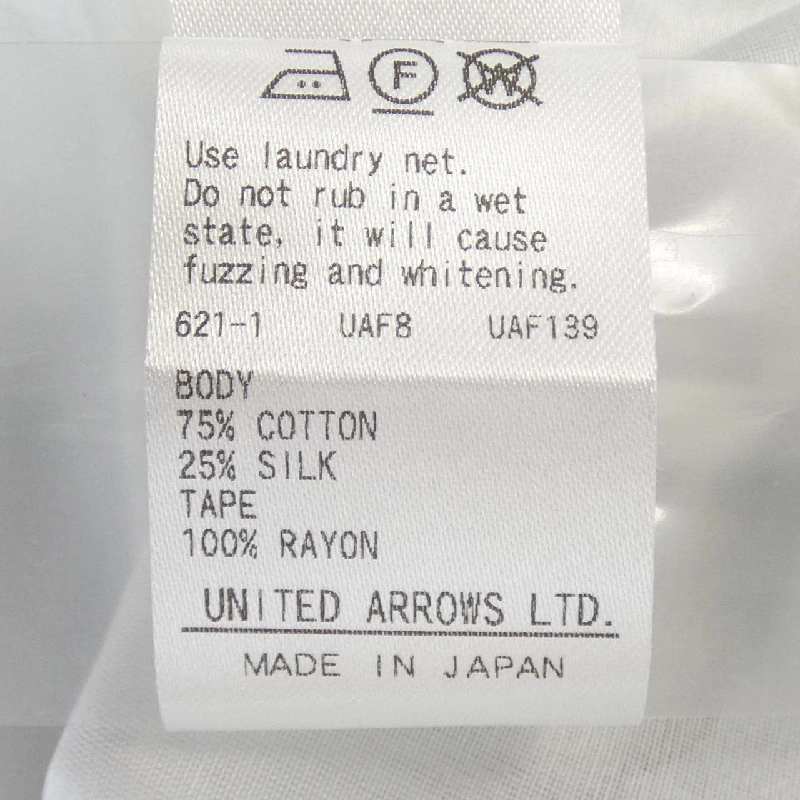 F W
Use laundry net.
Do not rub in a wet
state, it will cause
fuzzing and whitening.
621-1 UAF8 UAF139
BODY
75% COTTON
25% SILK
TAPE
100% RAYON
UNITED ARROWS LTD.
MADE IN JAPAN